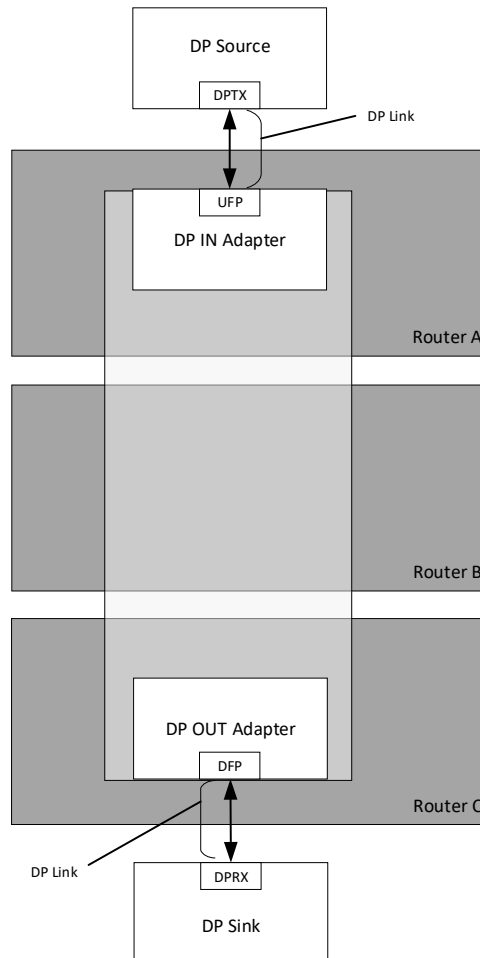 DP Source
DPTX
DP Link
UFP
DP IN Adapter
Router A
Router B
DP OUT Adapter
DFP
Router C
DP Link
DPRX
DP Sink